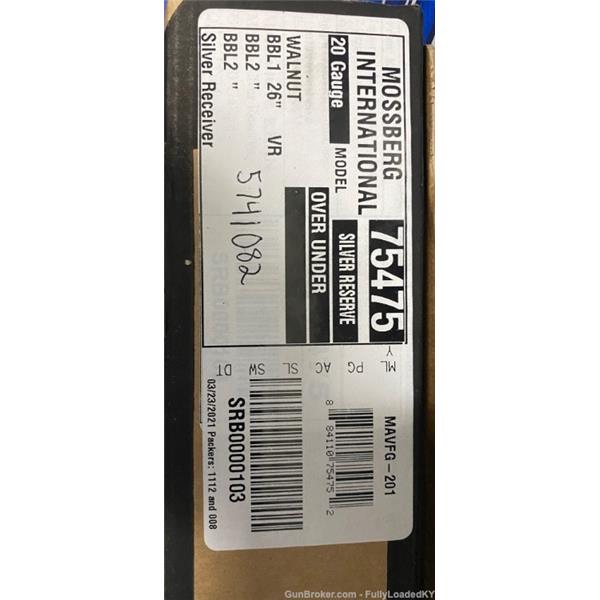 MOSSBERG
INTERNATIONAL
75475
20 Gauge
MODEL
SILVER RESERVE
OVER UNDER
WALNUT
BBL1 26" VR
BBL2 "
BBL2 "
Silver Receiver
5741082
Y
ML PG AC SL SW DT
MAVFG-201
8 84110 75475 2
SRB0000103
03/23/2021 Packers: 1112 and 008
GunBroker.com - FullyLoadedKY